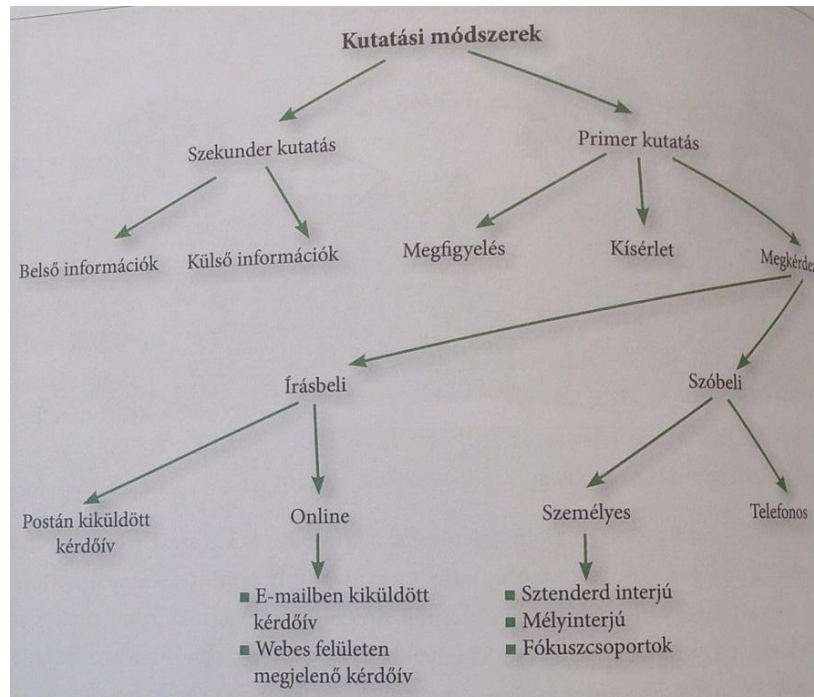 Kutatási módszerek
Szekunder kutatás
Primer kutatás
Belső információk
Külső információk
Megfigyelés
Kísérlet
Megkérdez
Írásbeli
Szóbeli
Postán kiküldött
kérdőív
Online
Személyes
Telefonos
■ E-mailben kiküldött
kérdőív
■ Webes felületen
megjelenő kérdőív
■ Sztenderd interjú
■ Mélyinterjú
■ Fókuszcsoportok